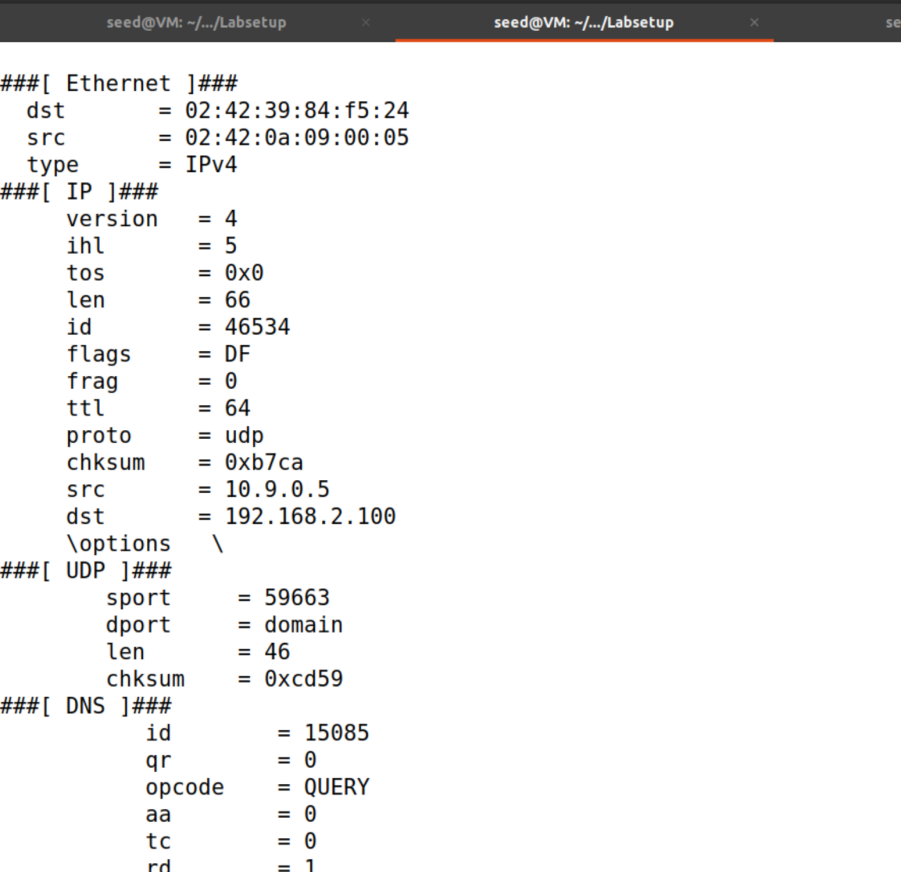 seed@VM: ~/.../Labsetup × seed@VM: ~/.../Labsetup × se
###[ Ethernet ]###
  dst       = 02:42:39:84:f5:24
  src       = 02:42:0a:09:00:05
  type      = IPv4
###[ IP ]###
     version   = 4
     ihl       = 5
     tos       = 0x0
     len       = 66
     id        = 46534
     flags     = DF
     frag      = 0
     ttl       = 64
     proto     = udp
     chksum    = 0xb7ca
     src       = 10.9.0.5
     dst       = 192.168.2.100
     \options   \
###[ UDP ]###
        sport     = 59663
        dport     = domain
        len       = 46
        chksum    = 0xcd59
###[ DNS ]###
           id        = 15085
           qr        = 0
           opcode    = QUERY
           aa        = 0
           tc        = 0
           rd        = 1